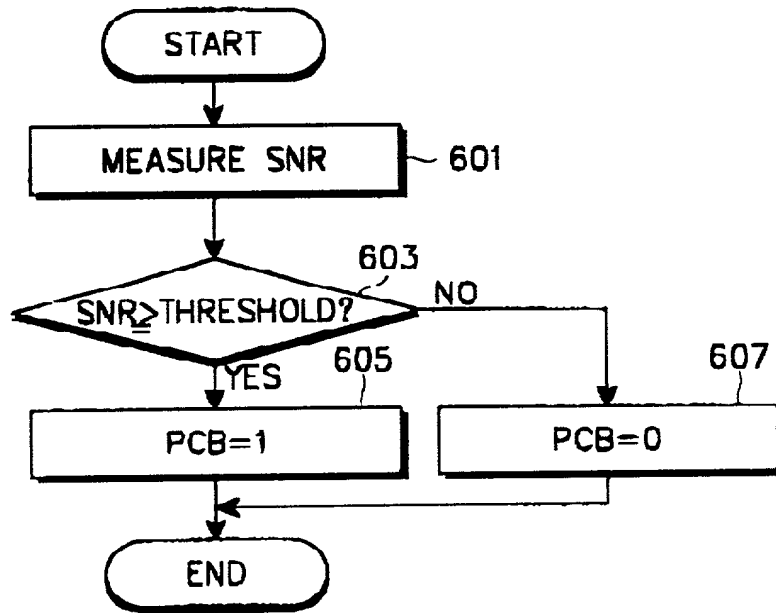 START
MEASURE SNR
601
603
SNR≧THRESHOLD?
NO
YES
605
607
PCB=1
PCB=0
END